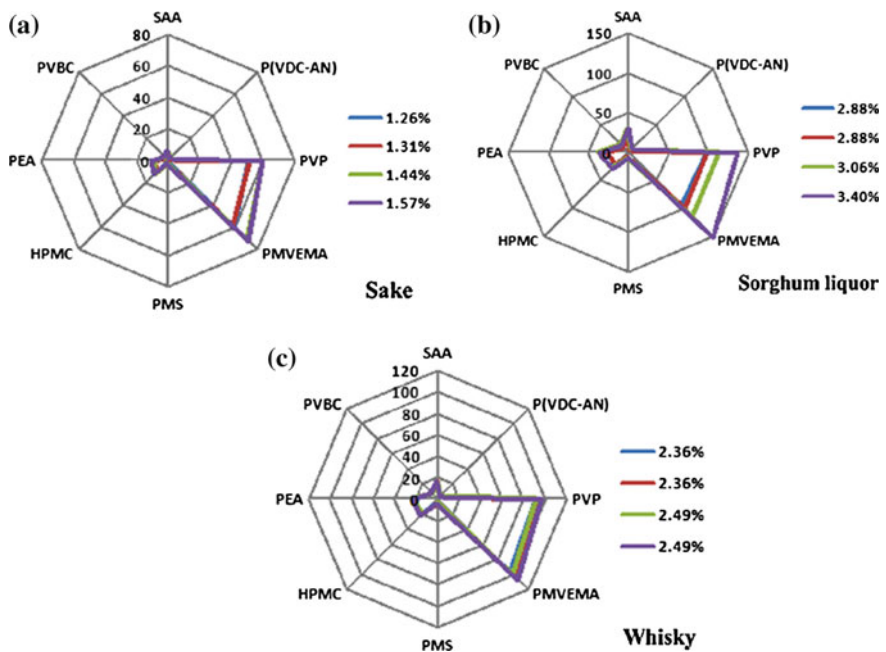 (a)
SAA
80
60
40
20
0
P(VDC-AN)
PVP
PMVEMA
PMS
HPMC
PEA
PVBC
1.26%
1.31%
1.44%
1.57%
Sake
(b)
SAA
150
100
50
0
P(VDC-AN)
PVP
PMVEMA
PMS
HPMC
PEA
PVBC
2.88%
2.88%
3.06%
3.40%
Sorghum liquor
(c)
SAA
120
100
80
60
40
20
0
P(VDC-AN)
PVP
PMVEMA
PMS
HPMC
PEA
PVBC
2.36%
2.36%
2.49%
2.49%
Whisky